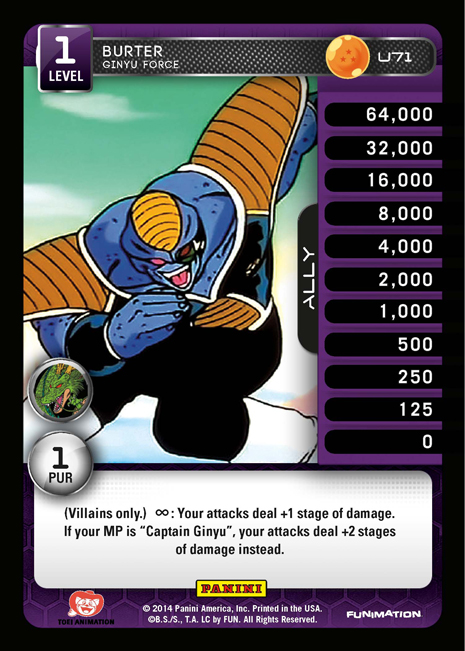 1
LEVEL
BURTER
GINYU FORCE
U71
64,000
32,000
16,000
8,000
4,000
2,000
1,000
500
250
125
0
ALLY
1
PUR
(Villains only.) ∞: Your attacks deal +1 stage of damage.
If your MP is “Captain Ginyu”, your attacks deal +2 stages
of damage instead.
PANINI
TOEI ANIMATION
© 2014 Panini America, Inc. Printed in the USA.
©B.S./S., T.A. LC by FUN. All Rights Reserved.
FUNIMATION